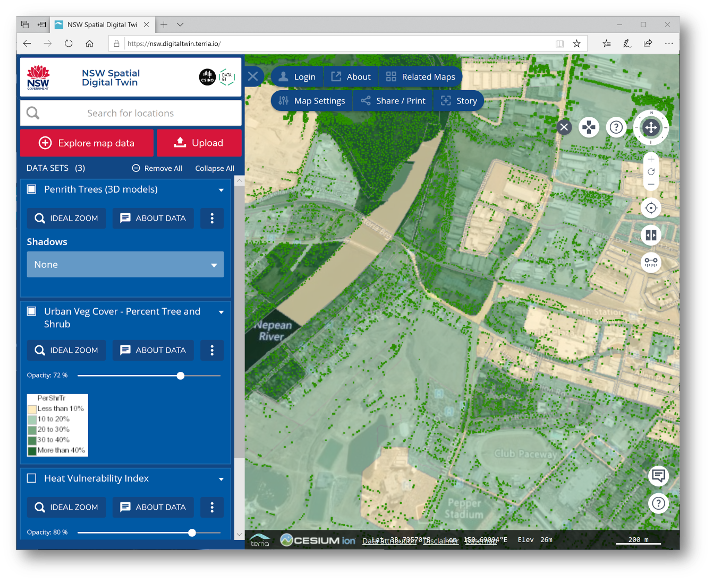 NSW Spatial Digital Twin
https://nsw.digitaltwin.terria.io/
NSW
GOVERNMENT
NSW Spatial
Digital Twin
CSIRO
Login
About
Related Maps
Map Settings
Share / Print
Story
Search for locations
Explore map data
Upload
DATA SETS (3)
Remove All
Collapse All
Penrith Trees (3D models)
IDEAL ZOOM
ABOUT DATA
Shadows
None
Urban Veg Cover - Percent Tree and
Shrub
IDEAL ZOOM
ABOUT DATA
Opacity: 72 %
PerShrTr
Less than 10%
10 to 20%
20 to 30%
30 to 40%
More than 40%
Heat Vulnerability Index
IDEAL ZOOM
ABOUT DATA
Opacity: 80 %
Nepean
River
Club Paceway
Pepper
Stadium
terria
CESIUM ion
Data attribution
Disclaimer
Elev 26m
200 m